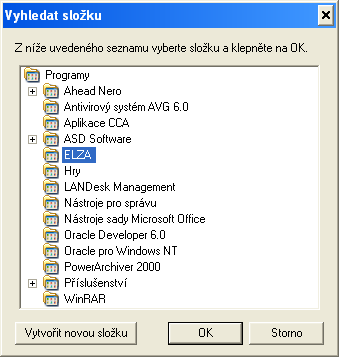 Vyhledat složku
Z níže uvedeného seznamu vyberte složku a klepněte na OK.
Programy
Ahead Nero
Antivirový systém AVG 6.0
Aplikace CCA
ASD Software
ELZA
Hry
LANDesk Management
Nástroje pro správu
Nástroje sady Microsoft Office
Oracle Developer 6.0
Oracle pro Windows NT
PowerArchiver 2000
Příslušenství
WinRAR
Vytvořit novou složku OK Storno